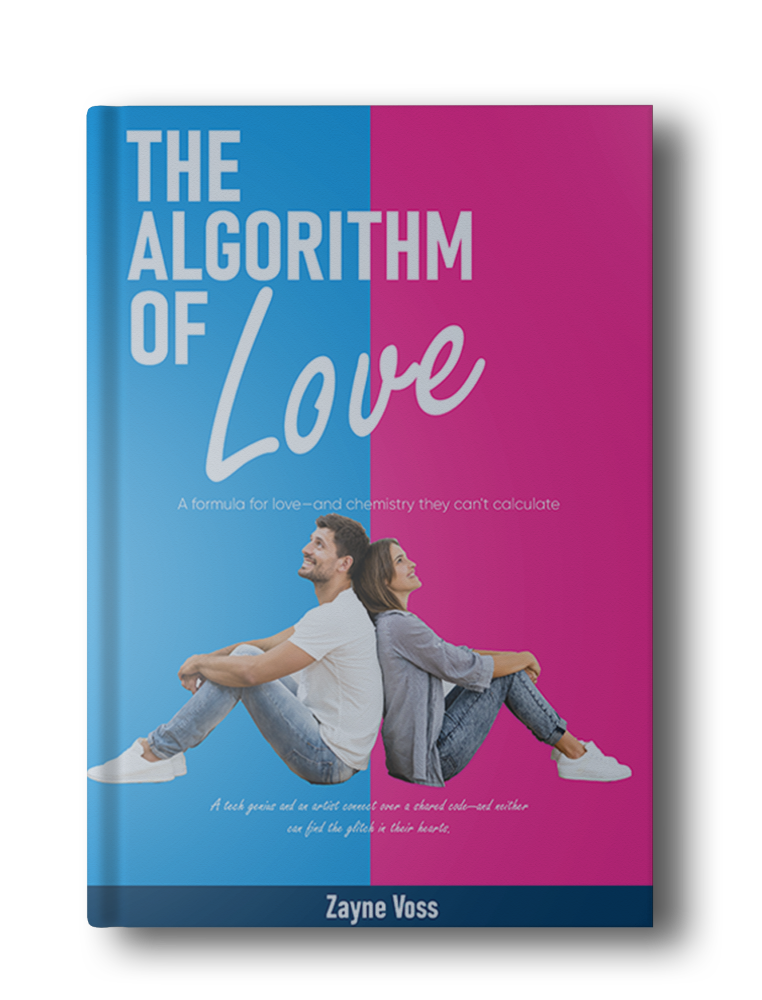 THE
ALGORITHM
OF
Love
A formula for love—and chemistry they can't calculate
A tech genius and an artist connect over a shared code—and neither
can find the glitch in their hearts.
Zayne Voss